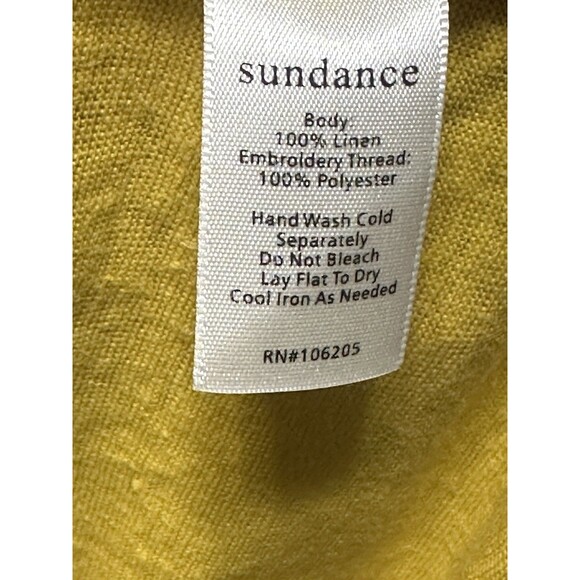 sundance
Body:
100% Linen
Embroidery Thread:
100% Polyester
Hand Wash Cold
Separately
Do Not Bleach
Lay Flat To Dry
Cool Iron As Needed
RN#106205